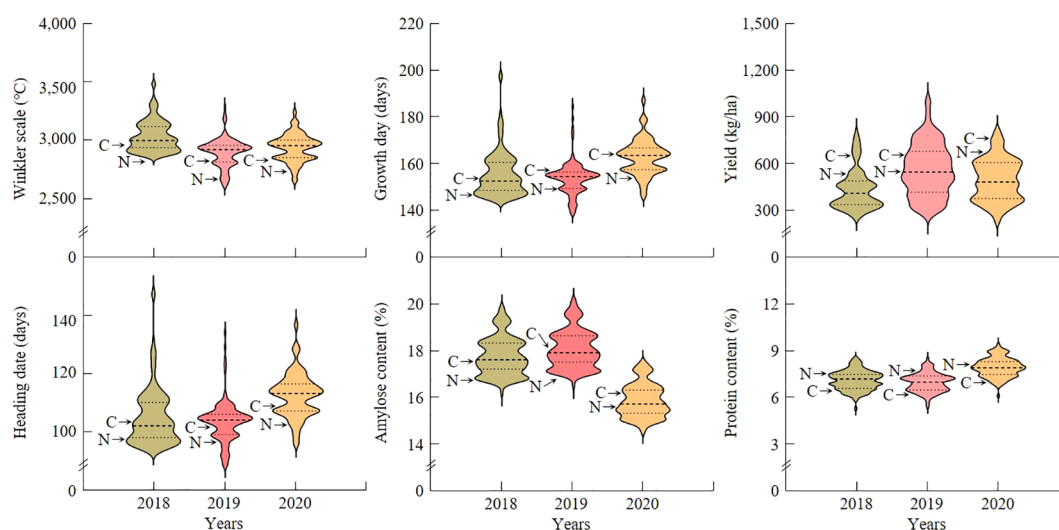 Winkler scale (°C)
4,000
3,500
3,000
2,500
0
C
N
C
N
C
N
Growth day (days)
220
200
180
160
140
0
C
N
C
N
C
N
Yield (kg/ha)
1,500
1,200
900
600
300
0
C
N
C
N
C
N
Heading date (days)
140
120
100
0
C
N
C
N
C
N
2018 2019 2020
Years
Amylose content (%)
20
18
16
14
0
C
N
C
N
C
N
2018 2019 2020
Years
Protein content (%)
12
9
6
3
0
N
C
N
C
N
C
2018 2019 2020
Years